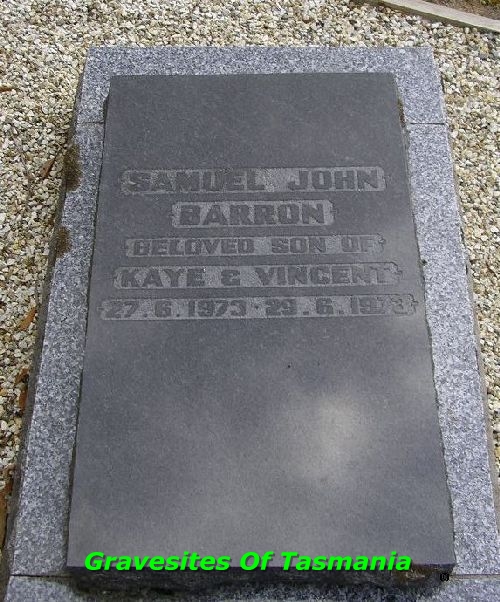 SAMUEL JOHN
BARRON
BELOVED SON OF
KAYE & VINCENT
27.6.1973-29.6.1973
Gravesites Of Tasmania